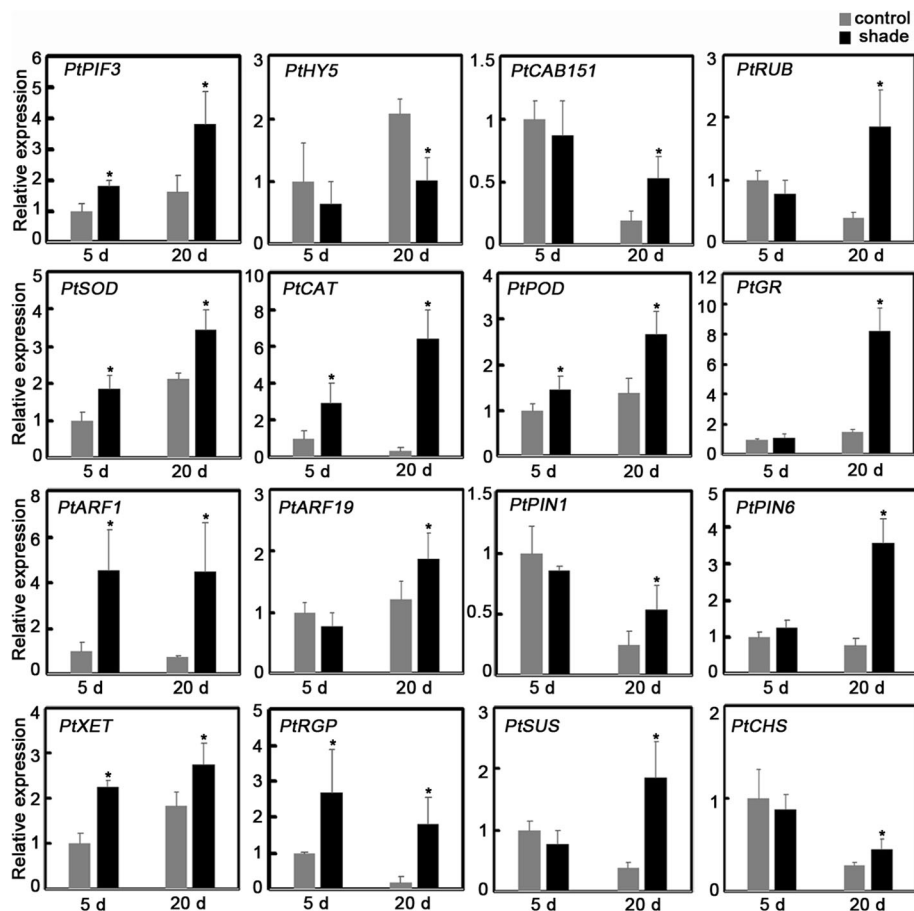 control
shade
PtPIF3
PtHY5
PtCAB151
PtRUB
Relative expression
6
5
4
3
2
1
0
3
2
1
0
1.5
1
0.5
0
3
2
1
0
5 d 20 d 5 d 20 d 5 d 20 d 5 d 20 d
* * * * *
PtSOD
PtCAT
PtPOD
PtGR
Relative expression
5
4
3
2
1
0
10
8
6
4
2
0
4
3
2
1
0
12
10
8
6
4
2
0
5 d 20 d 5 d 20 d 5 d 20 d 5 d 20 d
* * * * * * *
PtARF1
PtARF19
PtPIN1
PtPIN6
Relative expression
8
6
4
2
0
3
2
1
0
1.5
1
0.5
0
5
4
3
2
1
0
5 d 20 d 5 d 20 d 5 d 20 d 5 d 20 d
* * * * *
PtXET
PtRGP
PtSUS
PtCHS
Relative expression
4
3
2
1
0
5
4
3
2
1
0
3
2
1
0
2
1
0
5 d 20 d 5 d 20 d 5 d 20 d 5 d 20 d
* * * * * *